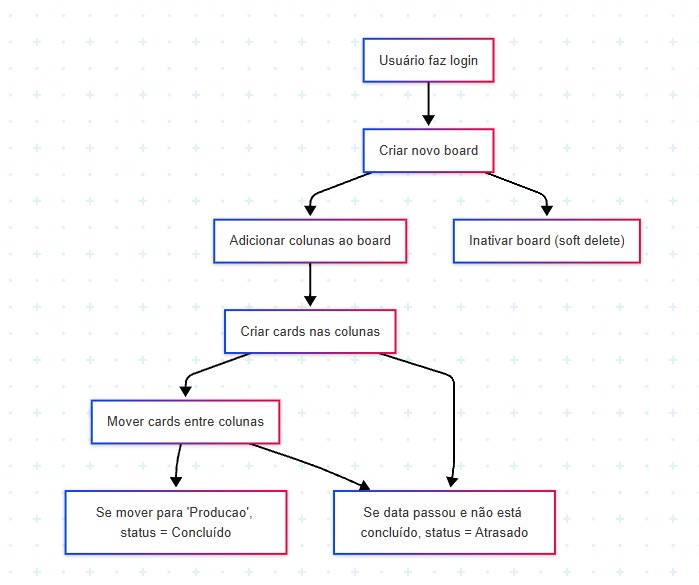 Usuário faz login
Criar novo board
Adicionar colunas ao board
Inativar board (soft delete)
Criar cards nas colunas
Mover cards entre colunas
Se mover para 'Producao',
status = Concluído
Se data passou e não está
concluído, status = Atrasado